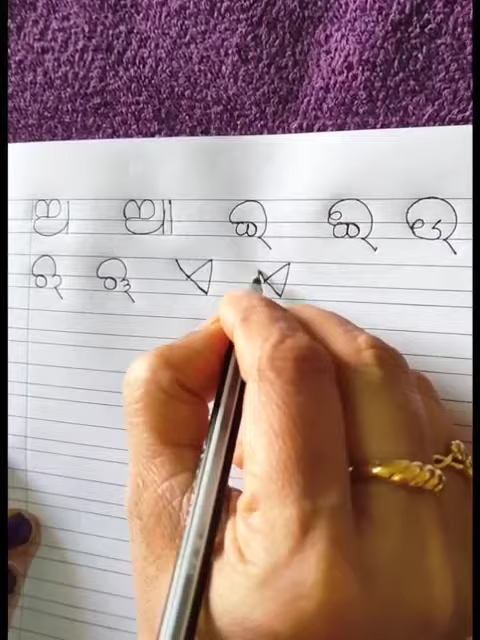 ଅ ଆ ଇ ଈ ଉ
ଋ ୠ ଏ